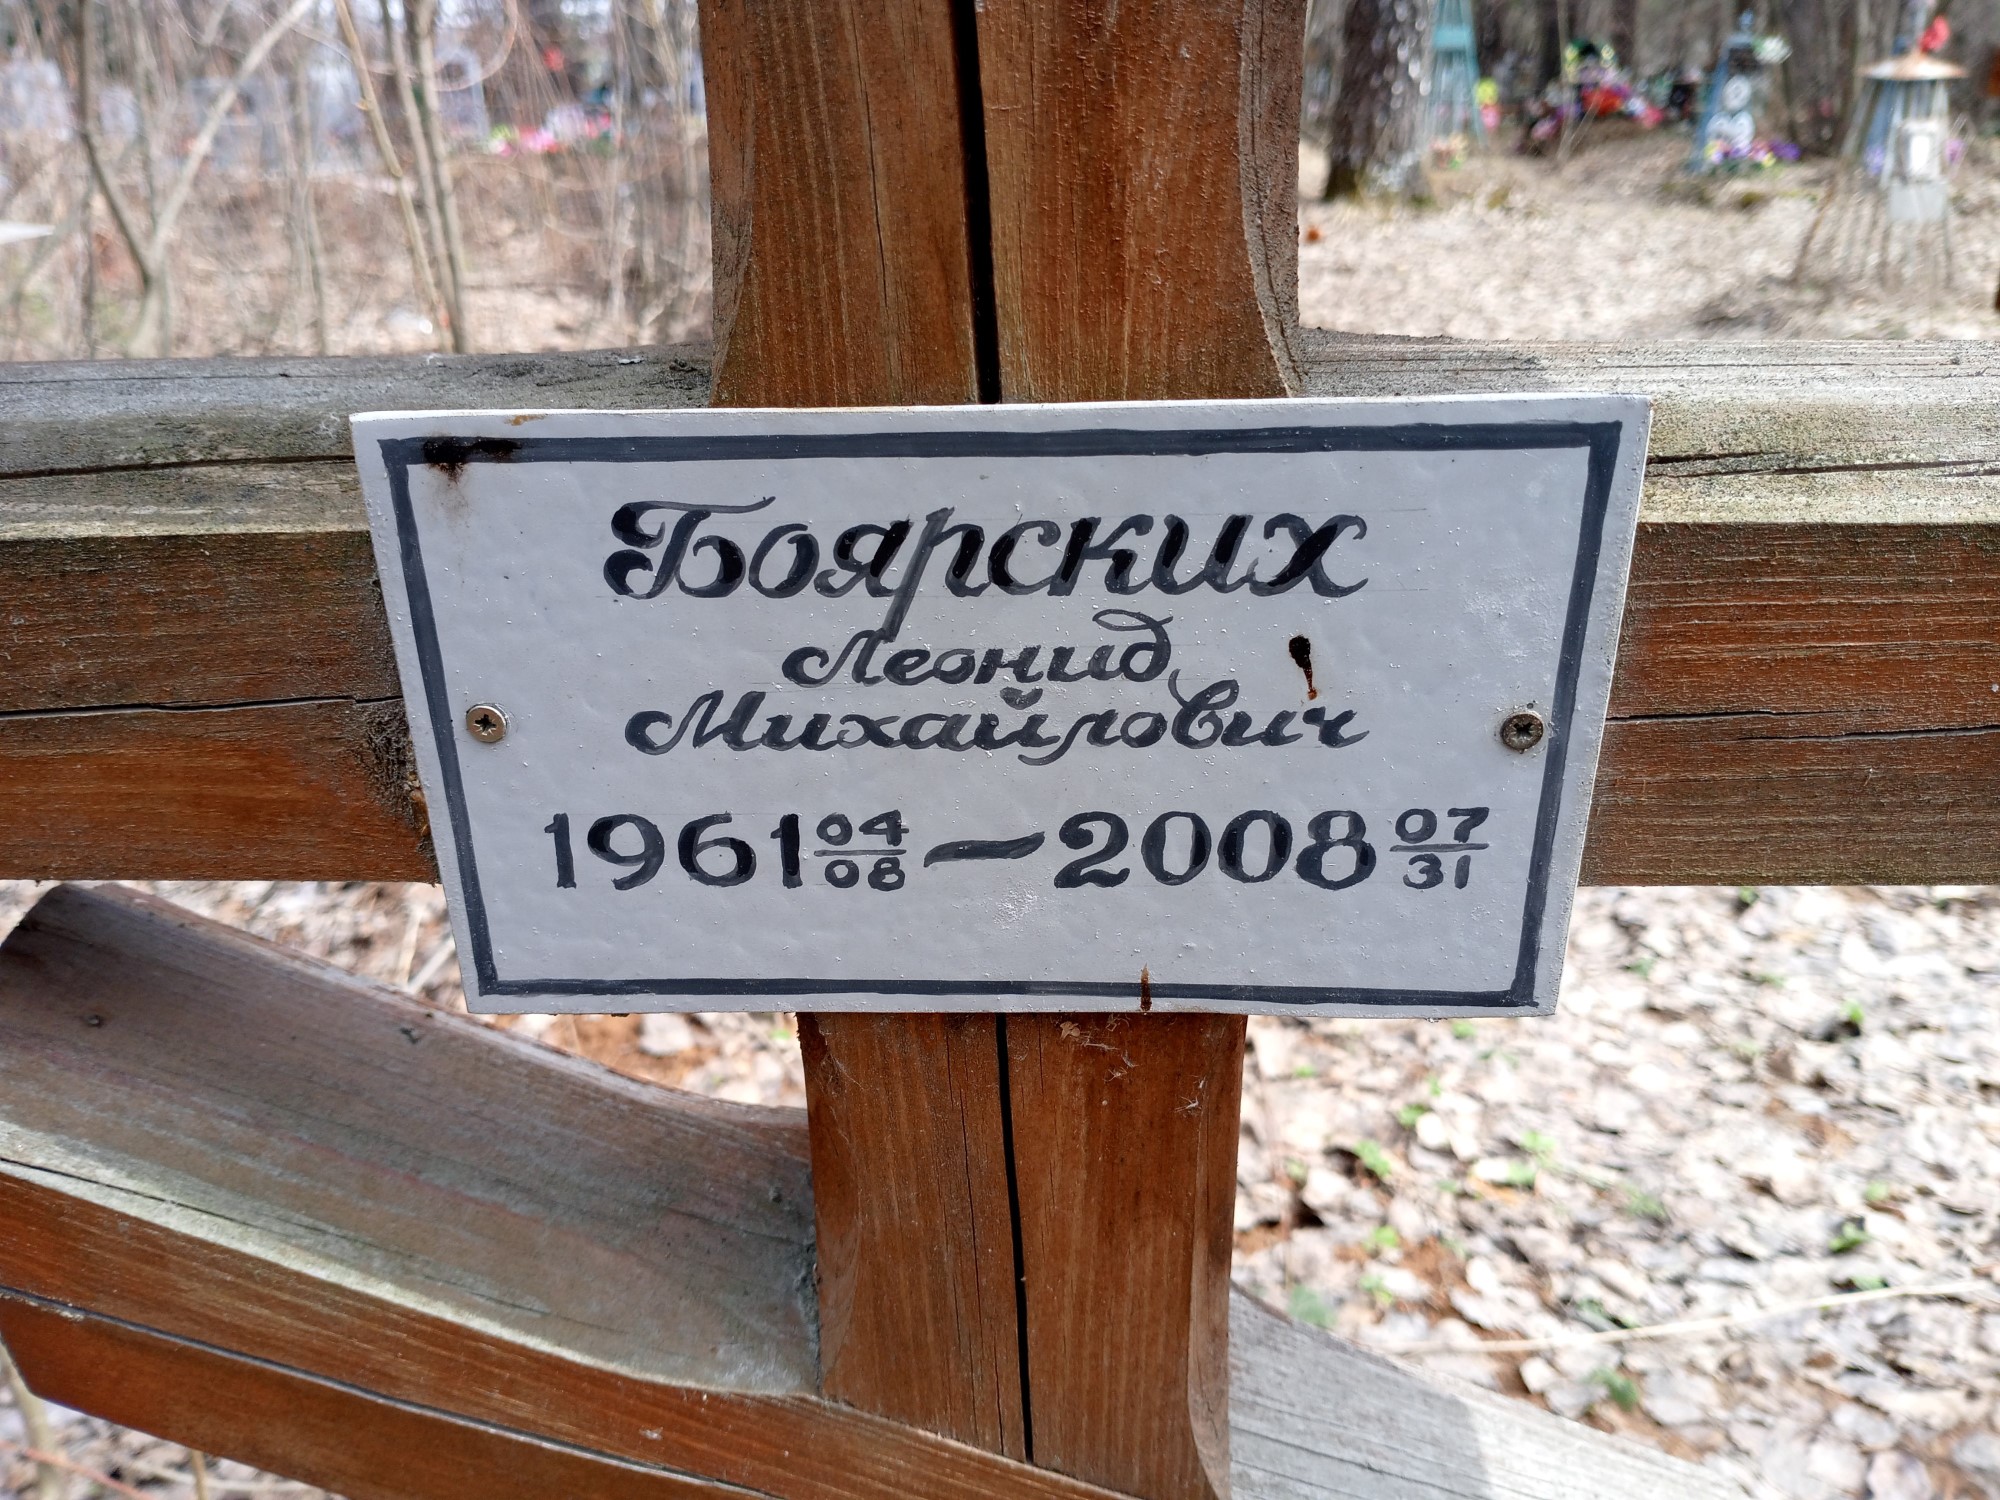 Боярских
Леонид
Михайлович
1961 04/08 — 2008 07/31